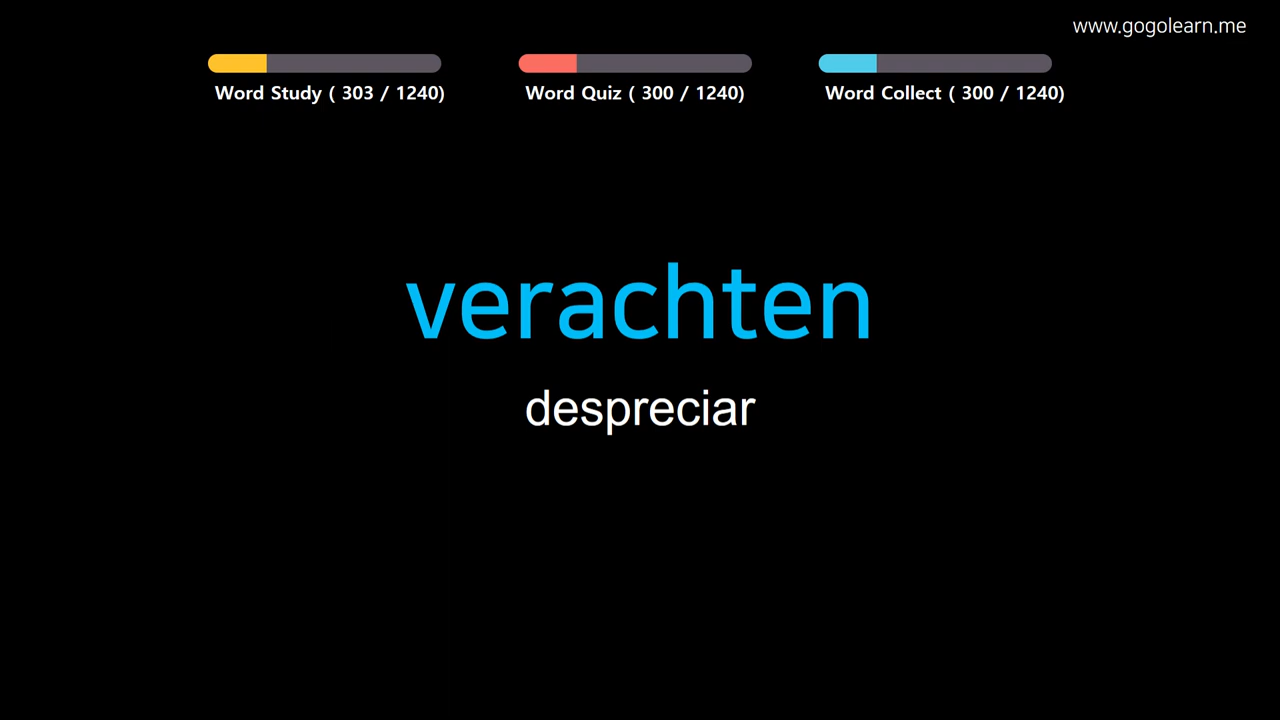 www.gogolearn.me
Word Study ( 303 / 1240)
Word Quiz ( 300 / 1240)
Word Collect ( 300 / 1240)
verachten
despreciar